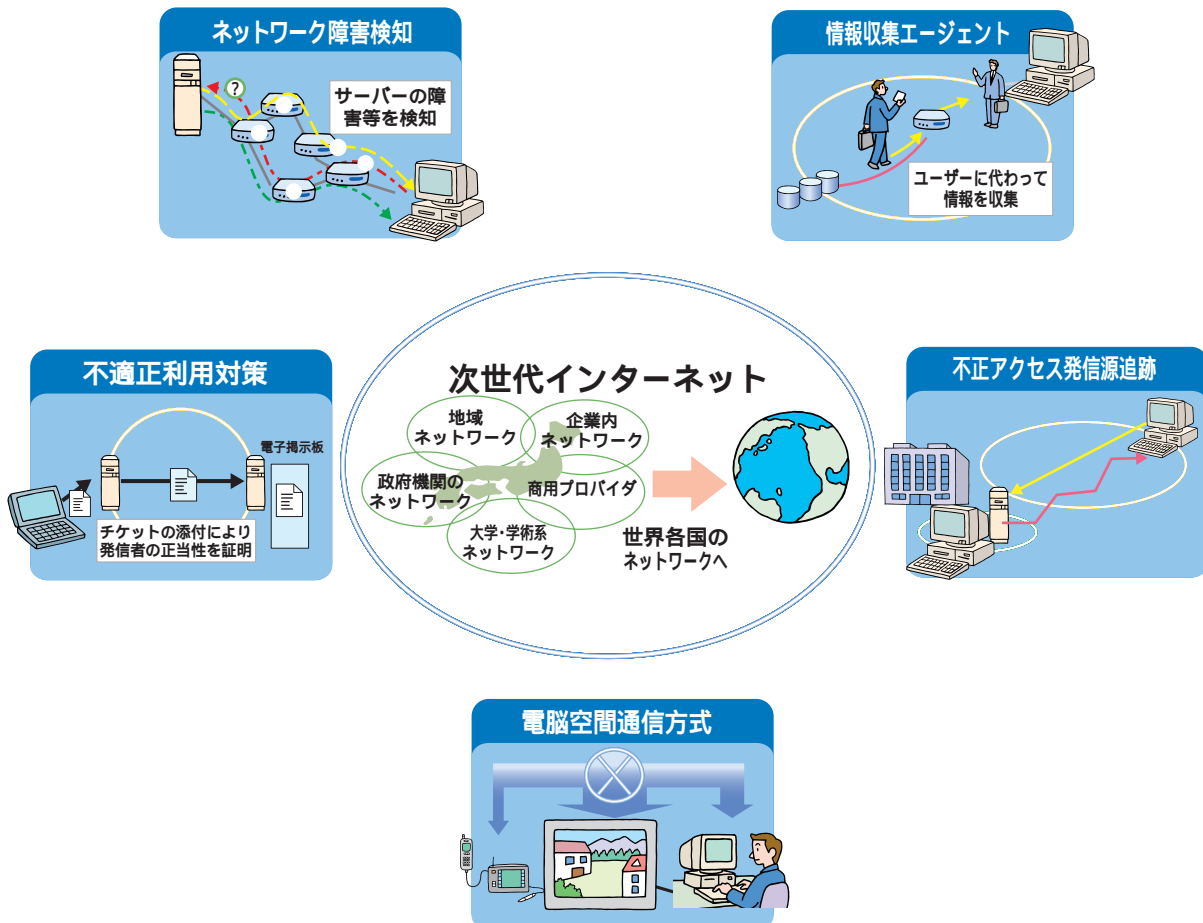 ネットワーク障害検知
?
サーバーの障
害等を検知
情報収集エージェント
ユーザーに代わって
情報を収集
不適正利用対策
電子掲示板
チケットの添付により
発信者の正当性を証明
次世代インターネット
地域
ネットワーク
企業内
ネットワーク
政府機関の
ネットワーク
商用プロバイダ
大学・学術系
ネットワーク
世界各国の
ネットワークへ
不正アクセス発信源追跡
電脳空間通信方式